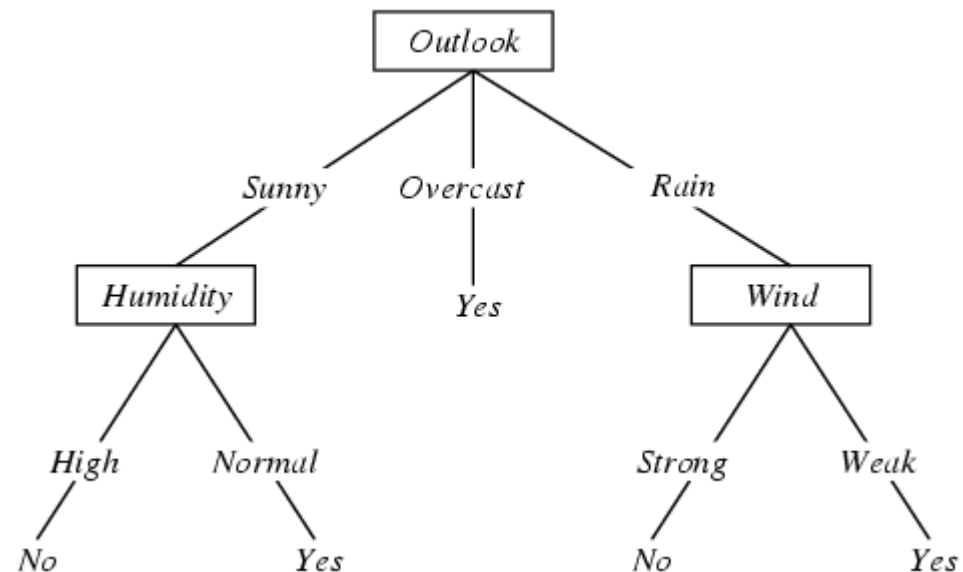 Outlook
Sunny Overcast Rain
Humidity Yes Wind
High Normal Strong Weak
No Yes No Yes